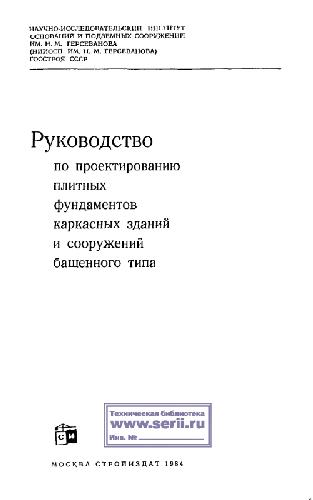 НАУЧНО-ИССЛЕДОВАТЕЛЬСКИЙ ИНСТИТУТ
ОСНОВАНИЙ И ПОДЗЕМНЫХ СООРУЖЕНИЙ
ИМ. Н. М. ГЕРСЕВАНОВА
(НИИОСП ИМ. Н. М. ГЕРСЕВАНОВА)
ГОССТРОЯ СССР
Руководство
по проектированию
плитных
фундаментов
каркасных зданий
и сооружений
башенного типа
Техническая библиотека
www.serii.ru
Инв. №
СИ
МОСКВА СТРОЙИЗДАТ 1984